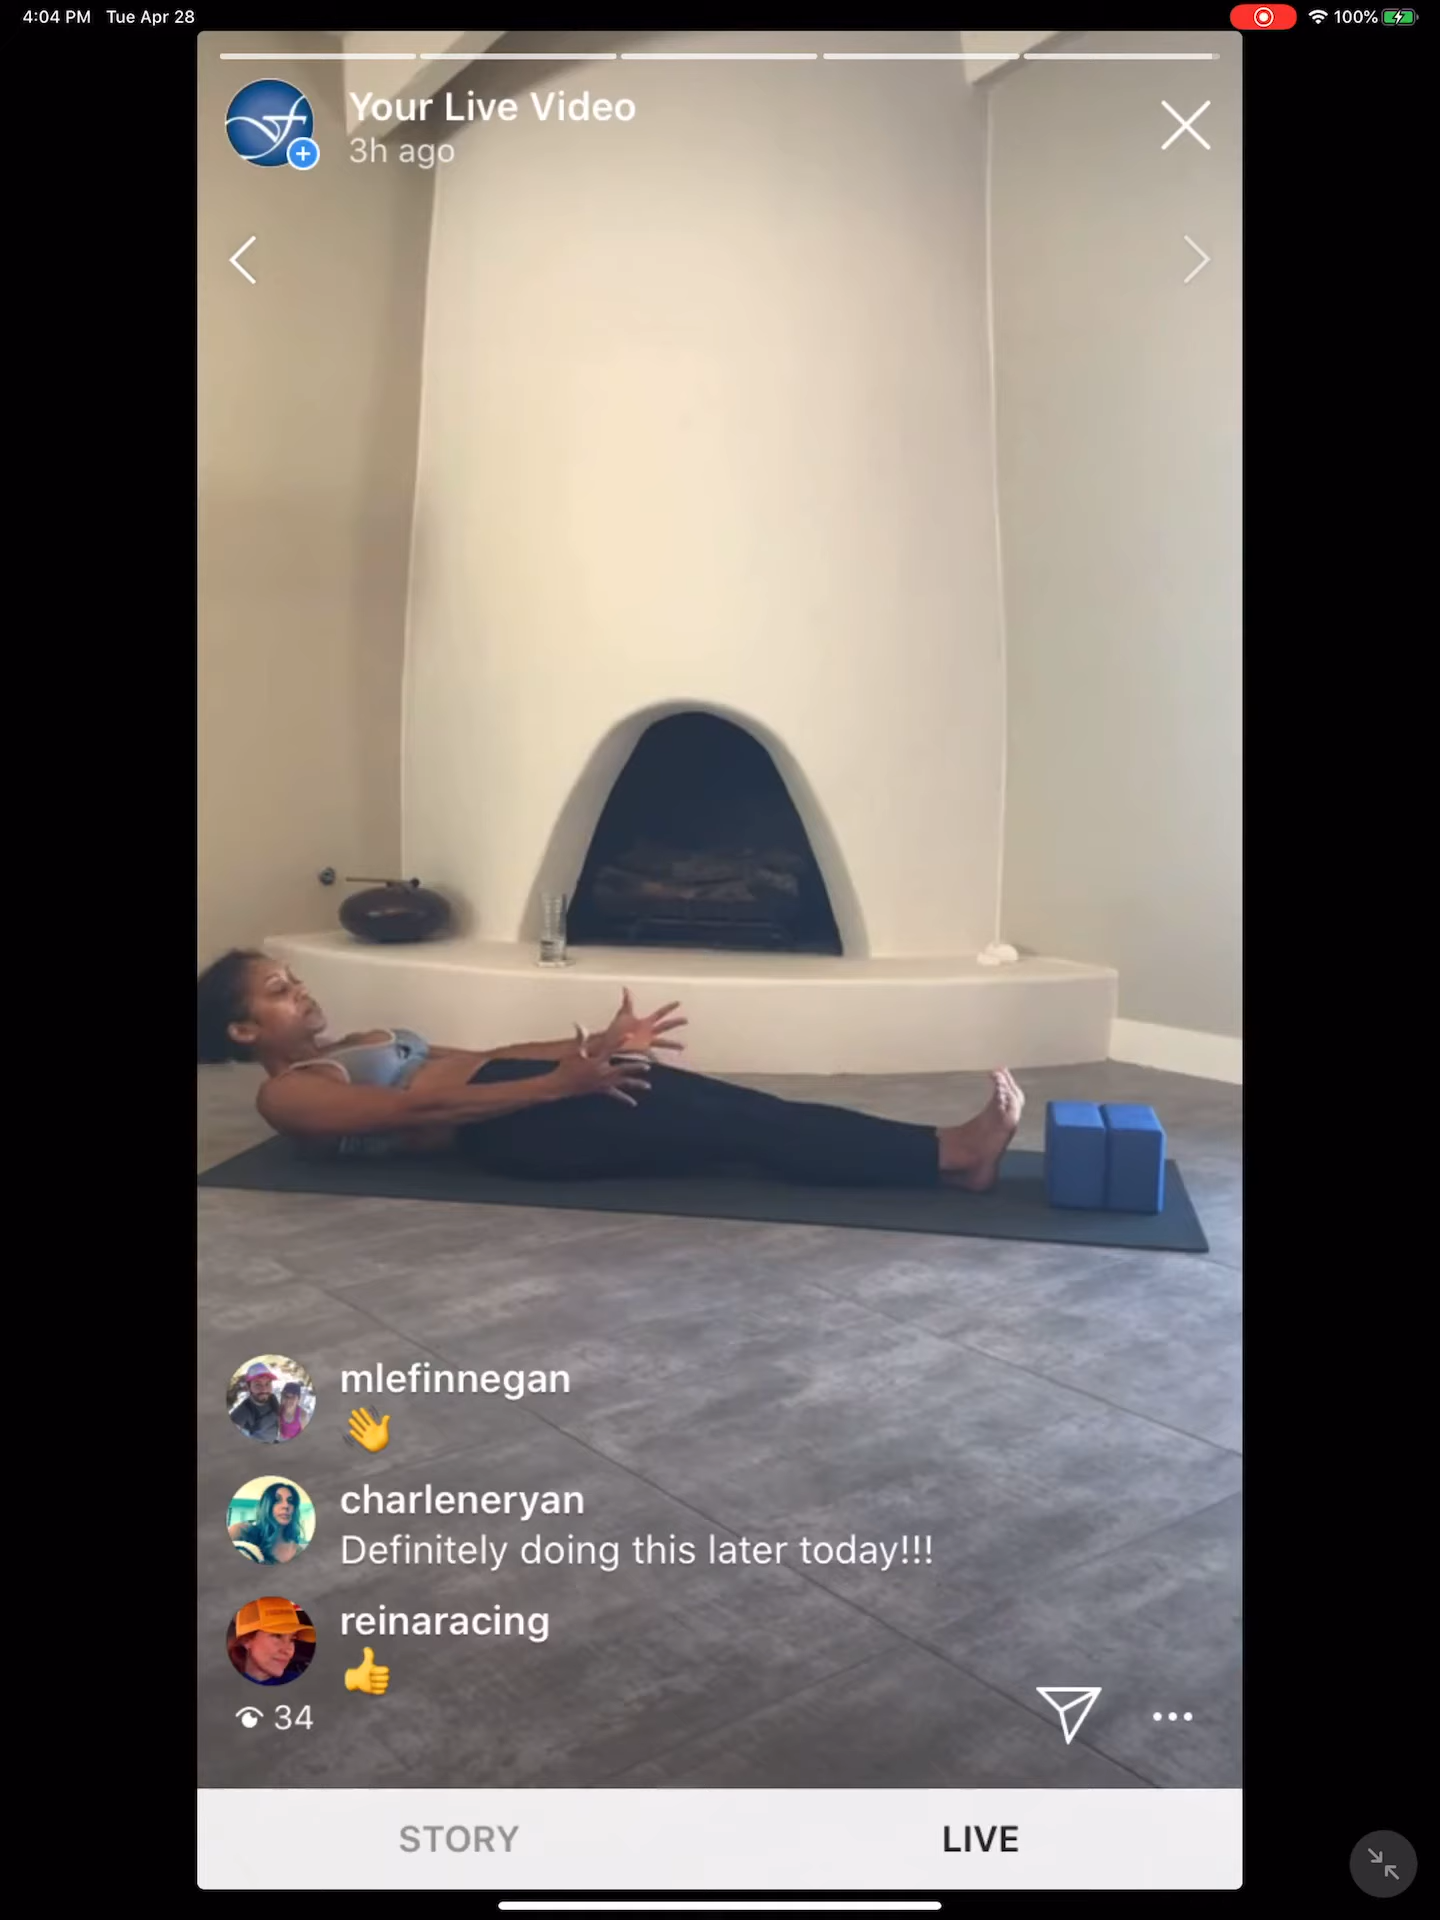 4:04 PM Tue Apr 28
100%
Your Live Video
3h ago
mlefinnegan
👋
charleneryan
Definitely doing this later today!!!
reinaracing
👍
34
STORY
LIVE